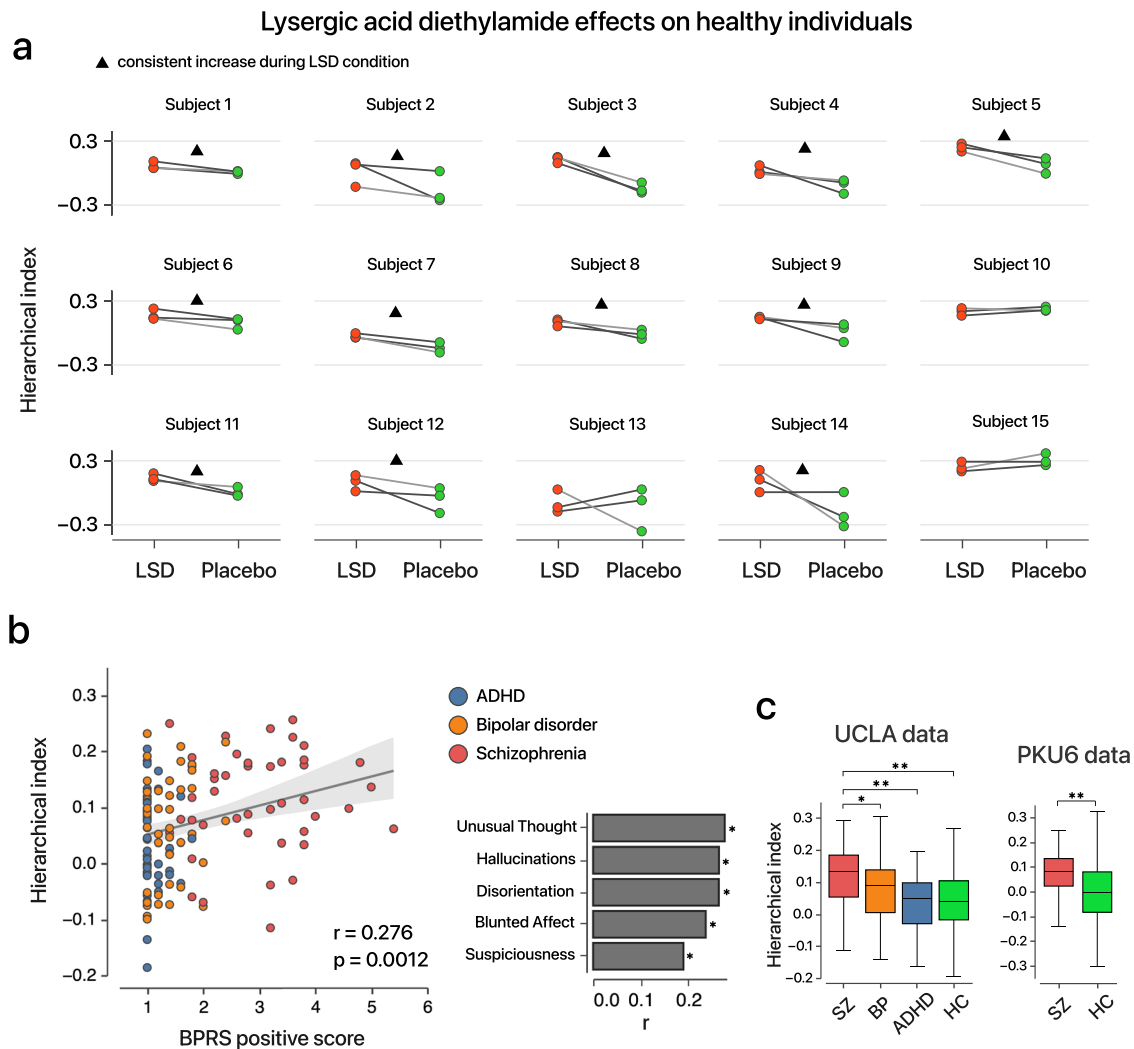 Lysergic acid diethylamide effects on healthy individuals
a
▲ consistent increase during LSD condition
Subject 1 Subject 2 Subject 3 Subject 4 Subject 5
0.3
−0.3
Hierarchical index
Subject 6 Subject 7 Subject 8 Subject 9 Subject 10
0.3
−0.3
Subject 11 Subject 12 Subject 13 Subject 14 Subject 15
0.3
−0.3
LSD Placebo LSD Placebo LSD Placebo LSD Placebo LSD Placebo
b
Hierarchical index
0.3
0.2
0.1
0.0
−0.1
−0.2
r = 0.276
p = 0.0012
1 2 3 4 5 6
BPRS positive score
ADHD
Bipolar disorder
Schizophrenia
Unusual Thought *
Hallucinations *
Disorientation *
Blunted Affect *
Suspiciousness *
0.0 0.1 0.2
r
c
UCLA data
**
**
*
Hierarchical index
0.3
0.2
0.1
0.0
−0.1
−0.2
SZ BP ADHD HC
PKU6 data
**
0.3
0.2
0.1
0.0
−0.1
−0.2
−0.3
SZ HC